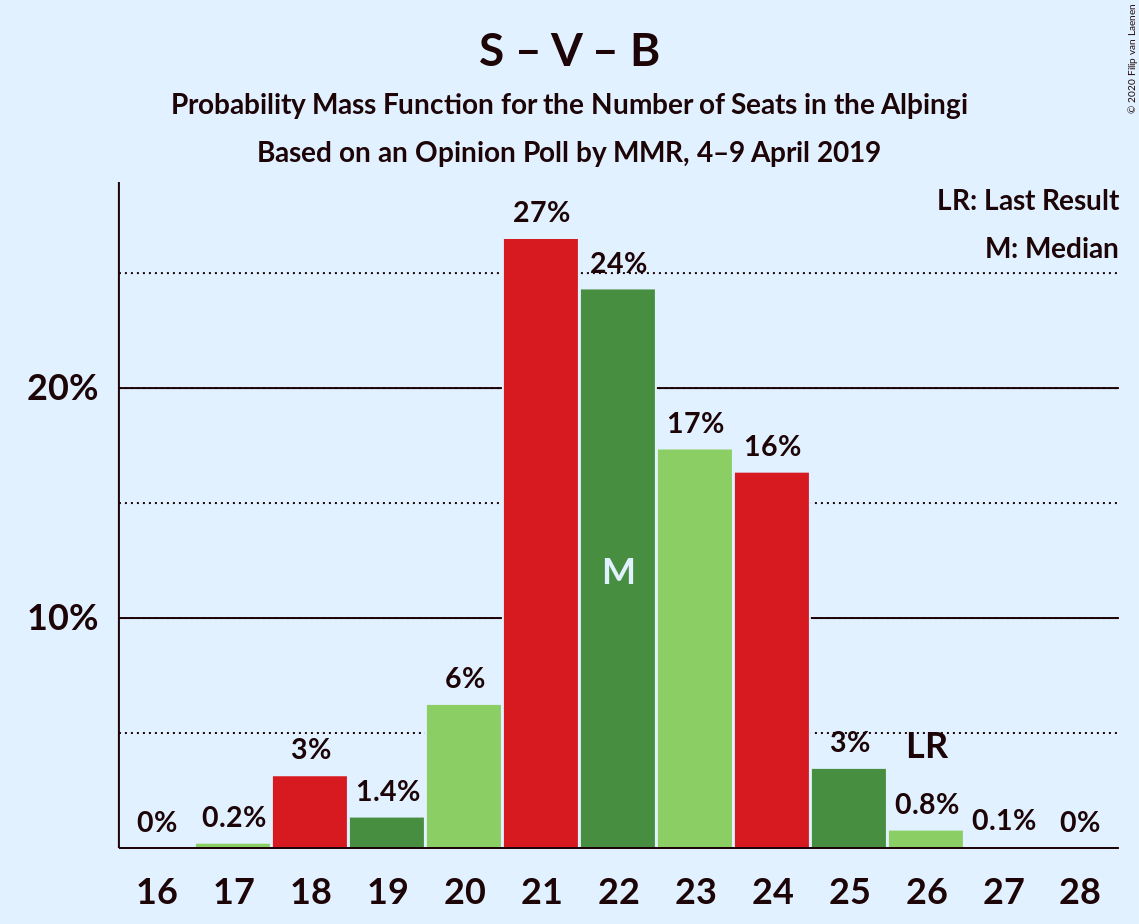 S – V – B
Probability Mass Function for the Number of Seats in the Alþingi
Based on an Opinion Poll by MMR, 4–9 April 2019
© 2020 Filip van Laenen
LR: Last Result
M: Median
27%
24%
20%
17%
16%
M
10%
6%
3%
3%
LR
1.4%
0.8%
0%
0.2%
0.1%
0%
16 17 18 19 20 21 22 23 24 25 26 27 28